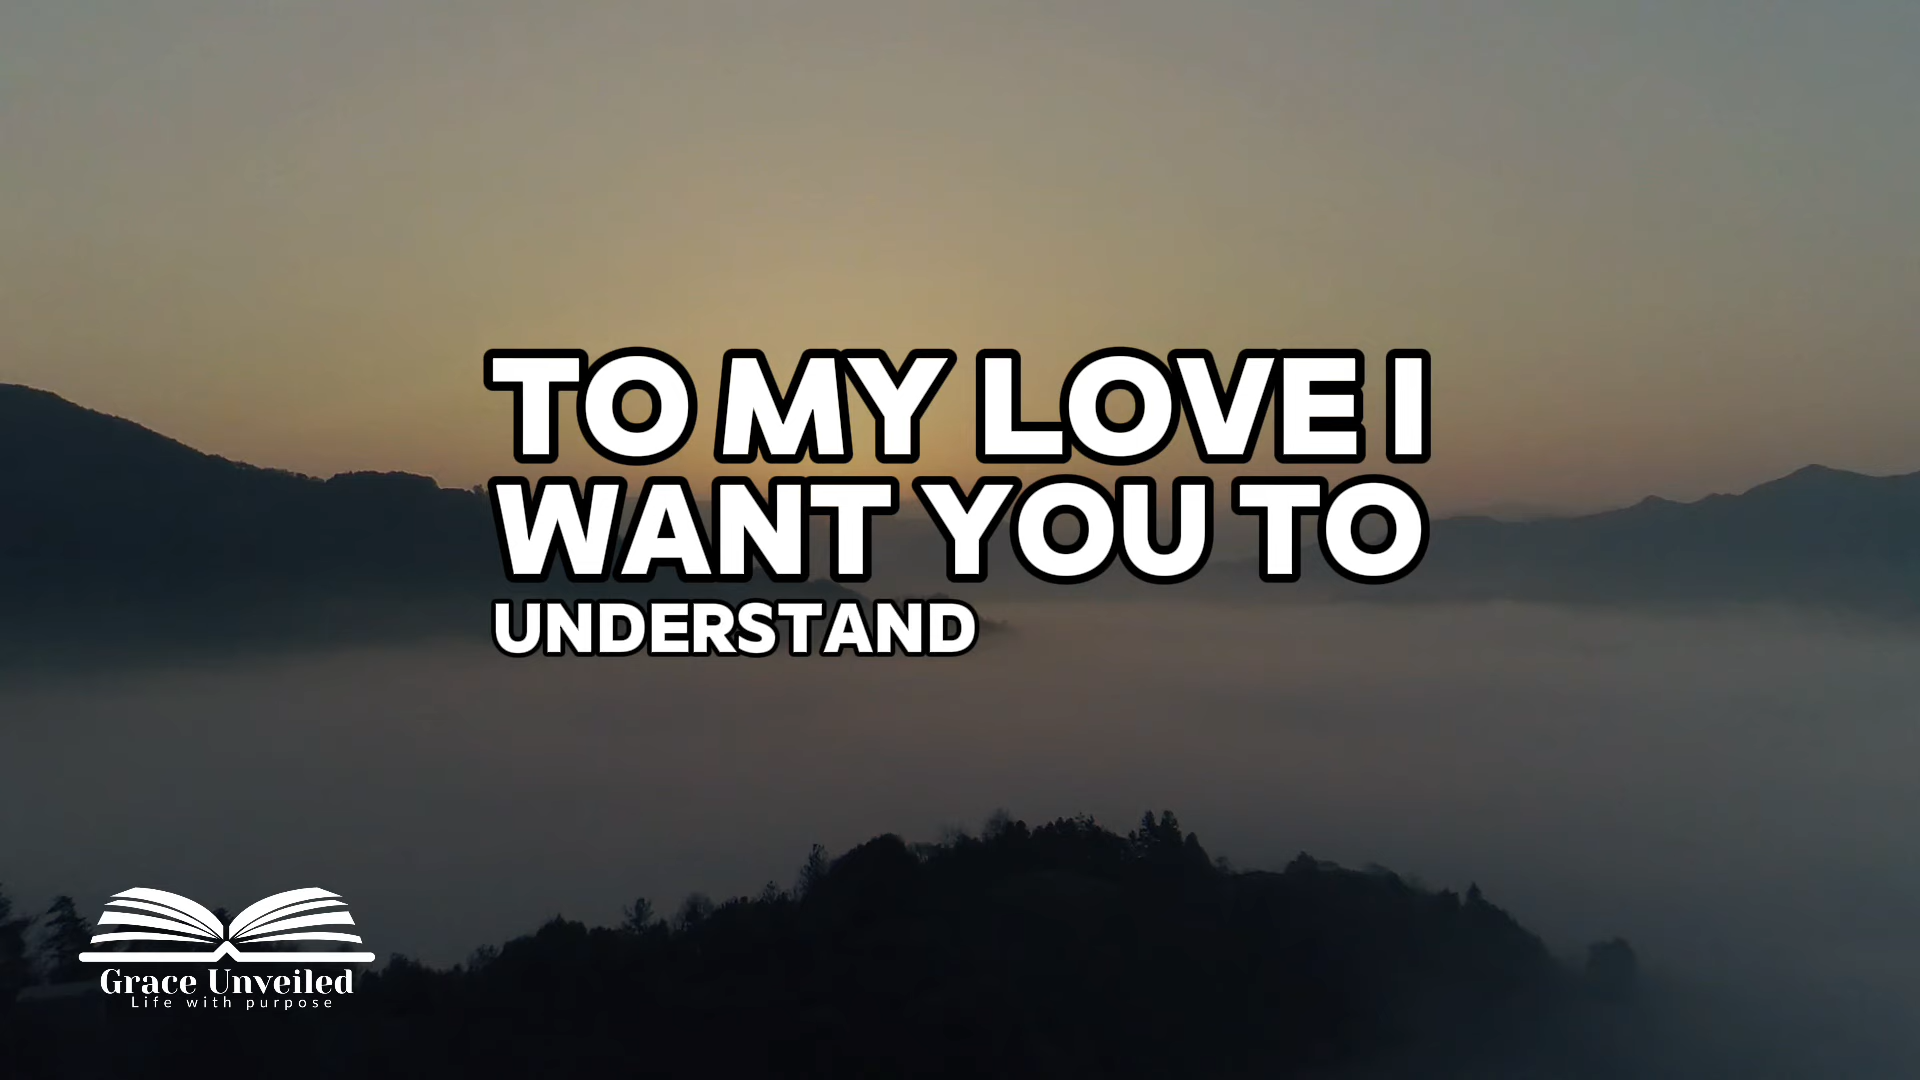 TO MY LOVE I
WANT YOU TO
UNDERSTAND
Grace Unveiled
Life with purpose